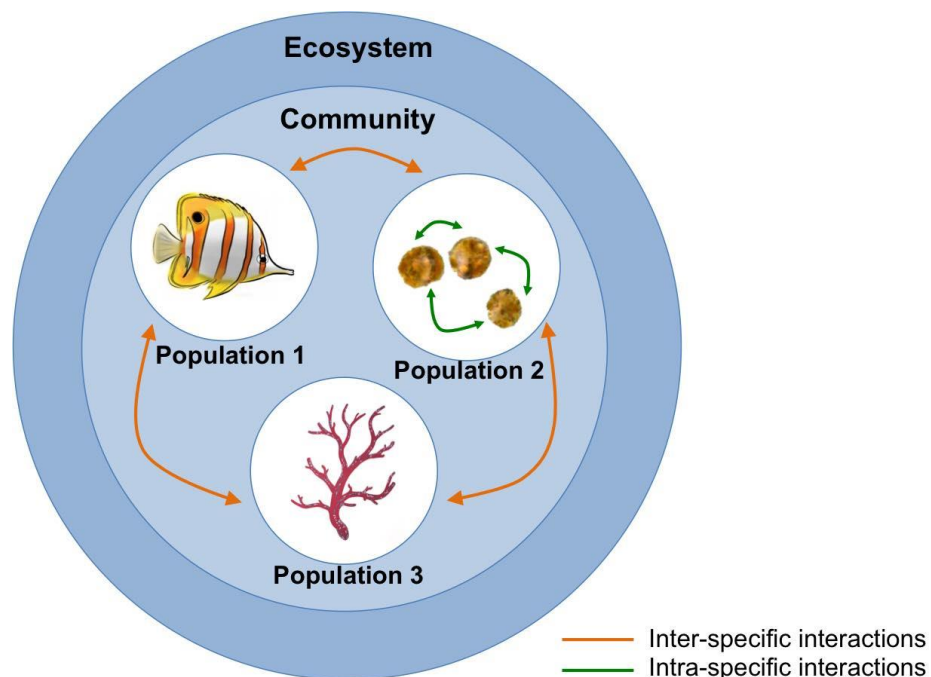 Ecosystem
Community
Population 1
Population 2
Population 3
Inter-specific interactions
Intra-specific interactions